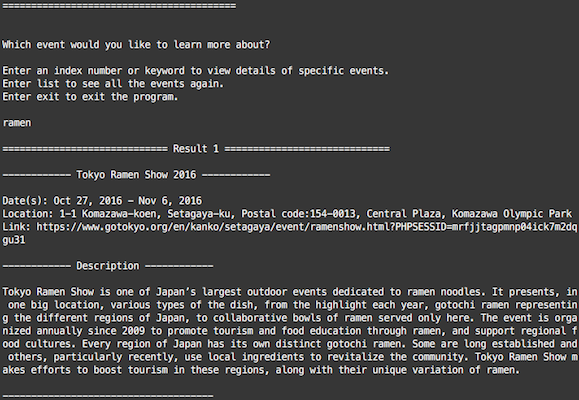 =========================================
Which event would you like to learn more about?
Enter an index number or keyword to view details of specific events.
Enter list to see all the events again.
Enter exit to exit the program.
ramen
============================= Result 1 =============================
------------ Tokyo Ramen Show 2016 ------------
Date(s): Oct 27, 2016 - Nov 6, 2016
Location: 1-1 Komazawa-koen, Setagaya-ku, Postal code:154-0013, Central Plaza, Komazawa Olympic Park
Link: https://www.gotokyo.org/en/kanko/setagaya/event/ramenshow.html?PHPSESSID=mrfjjtagpmnp04ick7m2dq
gu31
------------ Description ------------
Tokyo Ramen Show is one of Japan's largest outdoor events dedicated to ramen noodles. It presents, in
 one big location, various types of the dish, from the highlight each year, gotochi ramen representin
g the different regions of Japan, to collaborative bowls of ramen served only here. The event is orga
nized annually since 2009 to promote tourism and food education through ramen, and support regional f
ood cultures. Every region of Japan has its own distinct gotochi ramen. Some are long established and
 others, particularly recently, use local ingredients to revitalize the community. Tokyo Ramen Show m
akes efforts to boost tourism in these regions, along with their unique variation of ramen.
-------------------------------------